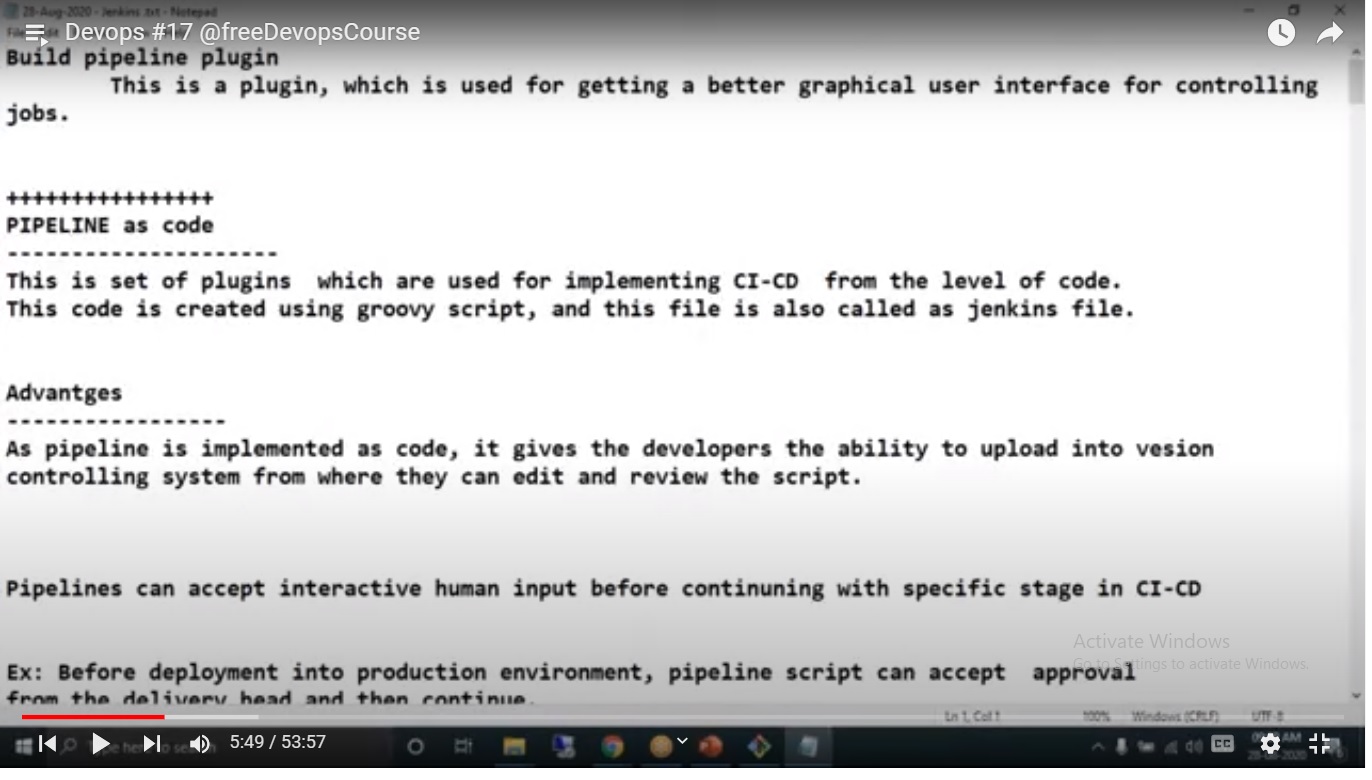 28-Aug-2020 - Jenkins .txt - Notepad
Devops #17 @freeDevopsCourse
Build pipeline plugin
This is a plugin, which is used for getting a better graphical user interface for controlling
jobs.
++++++++++++++++
PIPELINE as code
---------------------
This is set of plugins  which are used for implementing CI-CD  from the level of code.
This code is created using groovy script, and this file is also called as jenkins file.
Advantges
-----------------
As pipeline is implemented as code, it gives the developers the ability to upload into vesion
controlling system from where they can edit and review the script.
Pipelines can accept interactive human input before continuning with specific stage in CI-CD
Activate Windows
Go to Settings to activate Windows.
Ex: Before deployment into production environment, pipeline script can accept  approval
from the delivery head and then continue.
Ln 1, Col 1 100% Windows (CRLF) UTF-8
5:49 / 53:57 CC